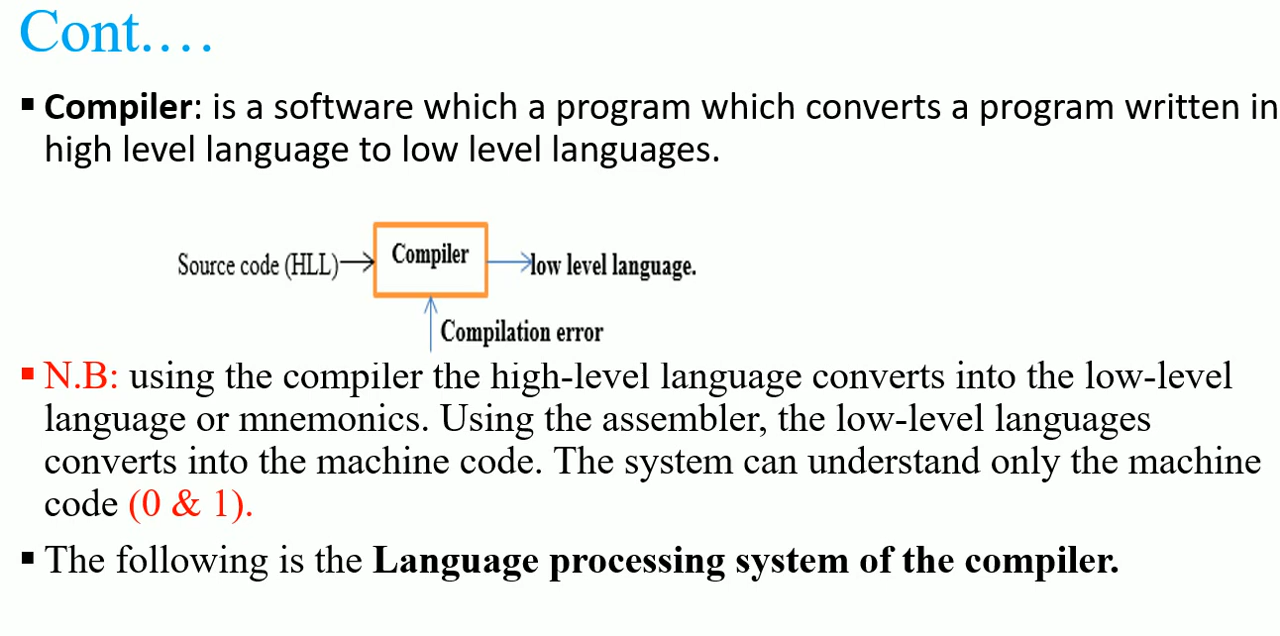 Cont.…
▪ Compiler: is a software which a program which converts a program written in
high level language to low level languages.
Source code (HLL)
Compiler
low level language.
Compilation error
▪ N.B: using the compiler the high-level language converts into the low-level
language or mnemonics. Using the assembler, the low-level languages
converts into the machine code. The system can understand only the machine
code (0 & 1).
▪ The following is the Language processing system of the compiler.